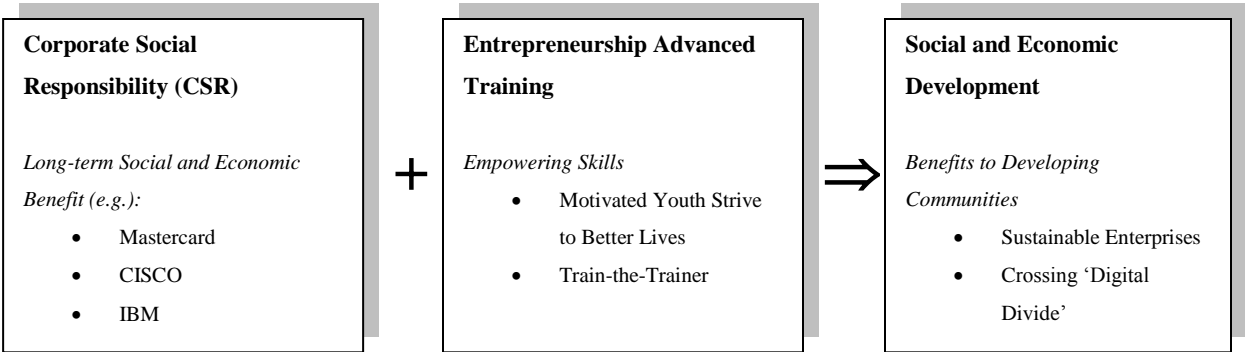 Corporate Social
Responsibility (CSR)
Long-term Social and Economic
Benefit (e.g.):
• Mastercard
• CISCO
• IBM
+
Entrepreneurship Advanced
Training
Empowering Skills
• Motivated Youth Strive
to Better Lives
• Train-the-Trainer
⇒
Social and Economic
Development
Benefits to Developing
Communities
• Sustainable Enterprises
• Crossing ‘Digital
Divide’